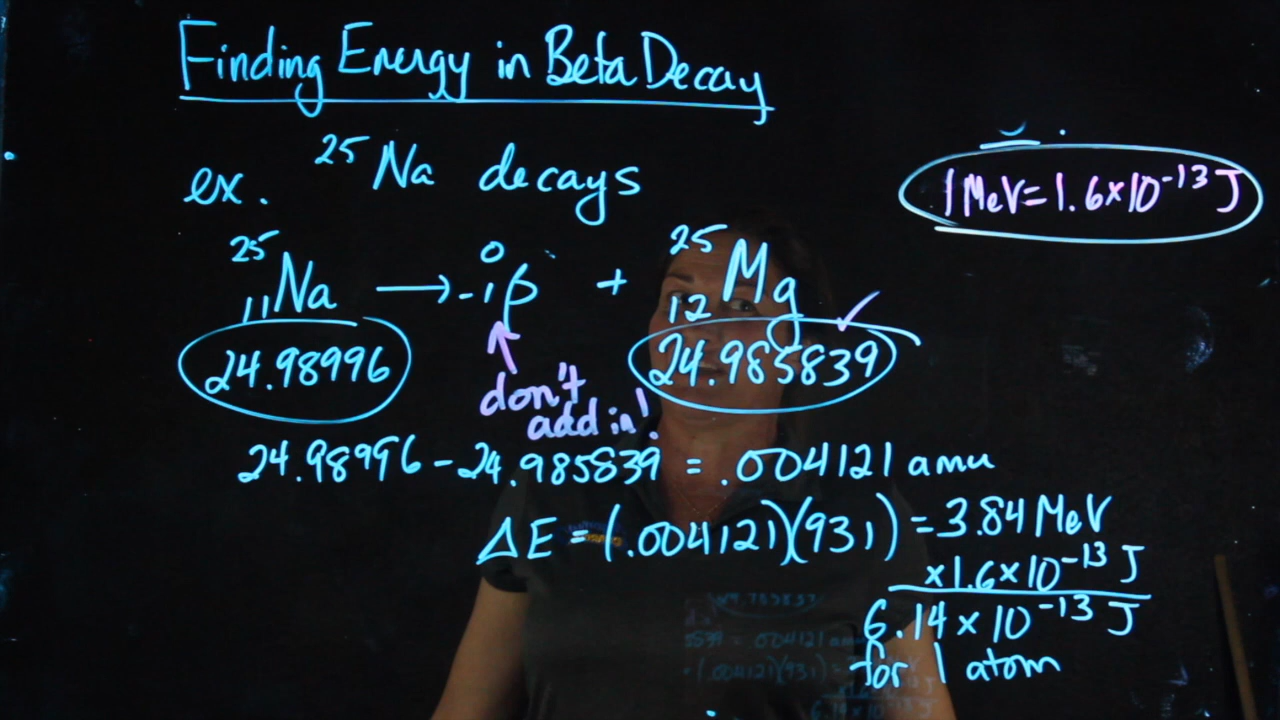 Finding Energy in Beta Decay
ex. ²⁵Na decays
1 MeV = 1.6×10⁻¹³ J
²⁵₁₁Na → ⁰₋₁β + ²⁵₁₂Mg
24.98996 24.985839 ✓
don't
add in!
24.98996 - 24.985839 = .004121 amu
ΔE = (.004121)(931) = 3.84 MeV
×1.6×10⁻¹³ J
6.14 × 10⁻¹³ J
for 1 atom